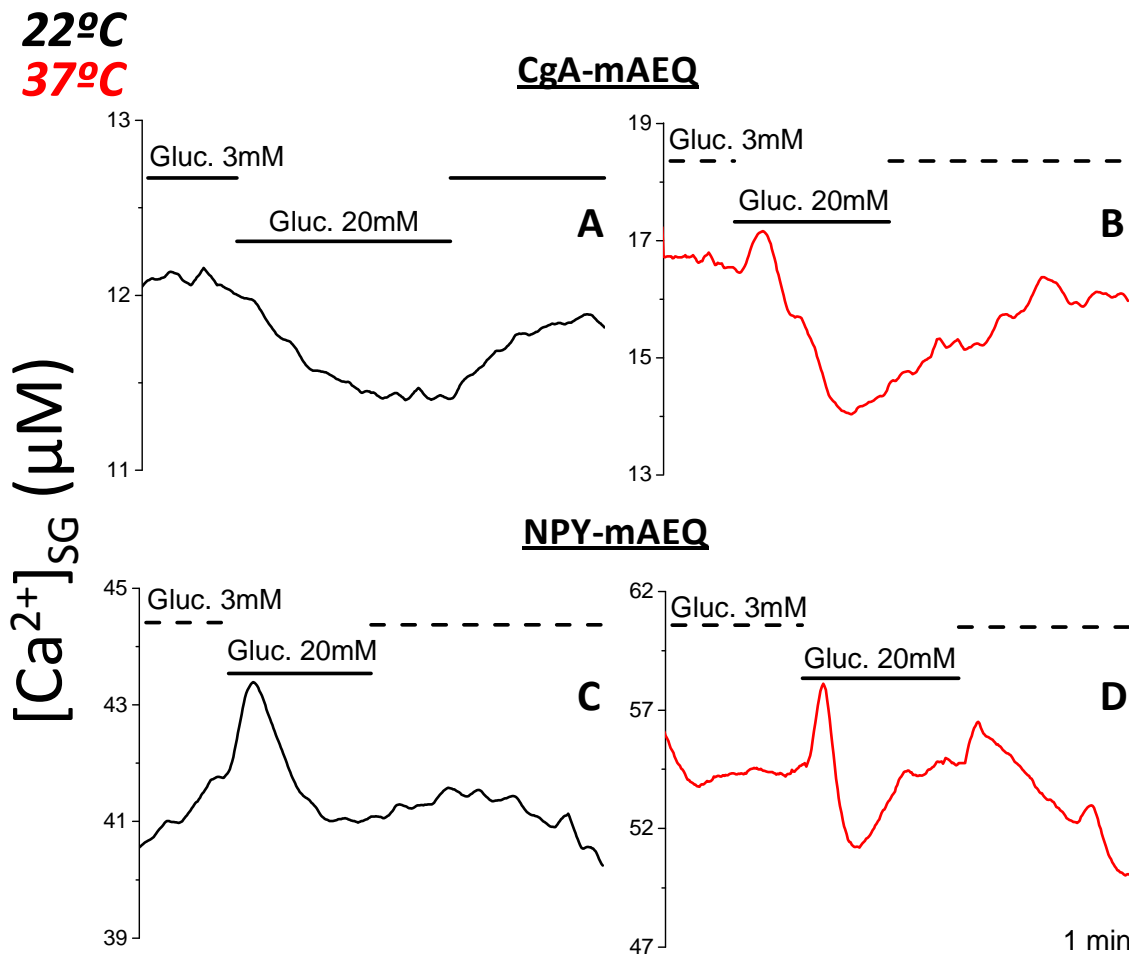 22ºC
37ºC
CgA-mAEQ
13
12
11
Gluc. 3mM
Gluc. 20mM
A
19
17
15
13
Gluc. 3mM
Gluc. 20mM
B
[Ca²⁺]SG (µM)
NPY-mAEQ
45
43
41
39
Gluc. 3mM
Gluc. 20mM
C
62
57
52
47
Gluc. 3mM
Gluc. 20mM
D
1 min